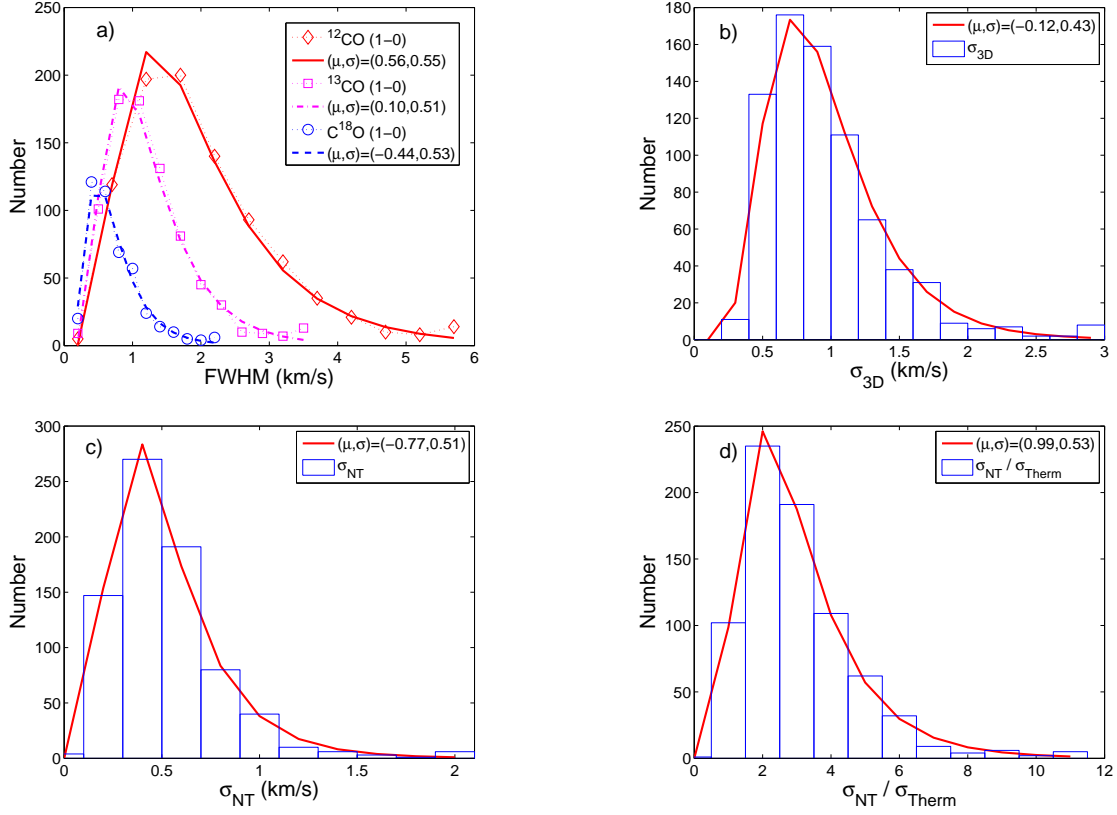 a)
¹²CO (1−0)
(μ,σ)=(0.56,0.55)
¹³CO (1−0)
(μ,σ)=(0.10,0.51)
C¹⁸O (1−0)
(μ,σ)=(−0.44,0.53)
Number
250
200
150
100
50
0
0 1 2 3 4 5 6
FWHM (km/s)
b)
(μ,σ)=(−0.12,0.43)
σ₃D
Number
180
160
140
120
100
80
60
40
20
0
0 0.5 1 1.5 2 2.5 3
σ₃D (km/s)
c)
(μ,σ)=(−0.77,0.51)
σNT
Number
300
250
200
150
100
50
0
0 0.5 1 1.5 2
σNT (km/s)
d)
(μ,σ)=(0.99,0.53)
σNT / σTherm
Number
250
200
150
100
50
0
0 2 4 6 8 10 12
σNT / σTherm